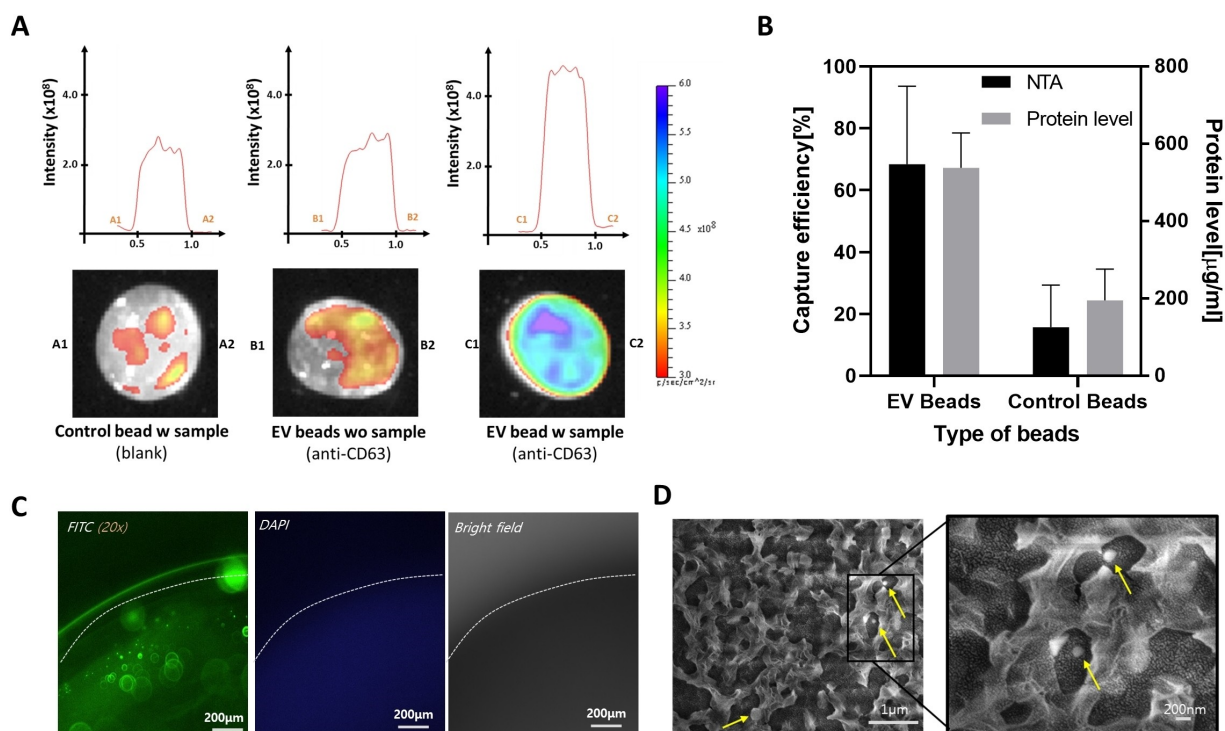 A
Intensity (x10⁸)
4.0
2.0
A1
A2
0.5
1.0
Intensity (x10⁸)
4.0
2.0
B1
B2
0.5
1.0
Intensity (x10⁸)
4.0
2.0
C1
C2
0.5
1.0
6.0
5.5
5.0
4.5
x10⁸
4.0
3.5
3.0
p/sec/cm^2/sr
A1
A2
B1
B2
C1
C2
Control bead w sample
(blank)
EV beads wo sample
(anti-CD63)
EV bead w sample
(anti-CD63)
B
Capture efficiency[%]
100
80
60
40
20
0
NTA
Protein level
800
600
400
200
0
Protein level[µg/ml]
EV Beads
Control Beads
Type of beads
C
FITC (20x)
200µm
DAPI
200µm
Bright field
200µm
D
1µm
200nm